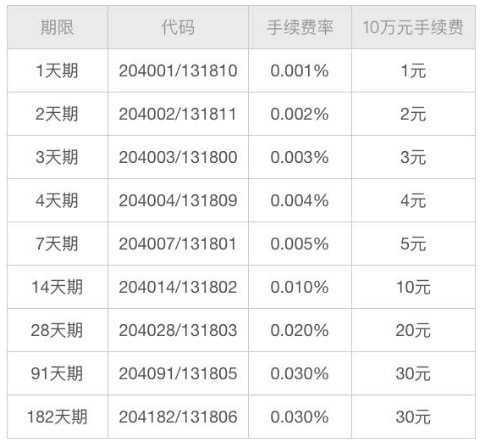 期限 代码 手续费率 10万元手续费
1天期 204001/131810 0.001% 1元
2天期 204002/131811 0.002% 2元
3天期 204003/131800 0.003% 3元
4天期 204004/131809 0.004% 4元
7天期 204007/131801 0.005% 5元
14天期 204014/131802 0.010% 10元
28天期 204028/131803 0.020% 20元
91天期 204091/131805 0.030% 30元
182天期 204182/131806 0.030% 30元